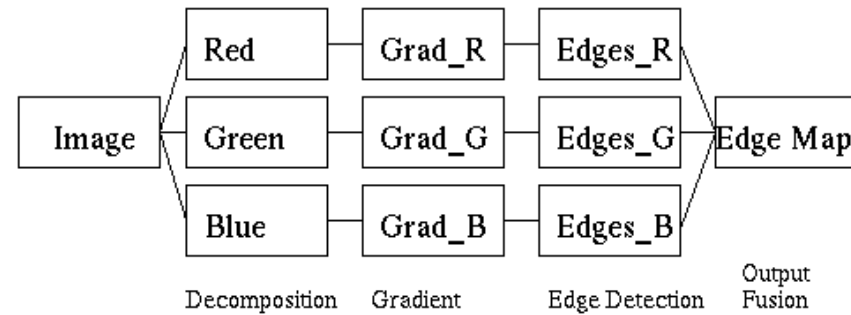 Red
Grad_R
Edges_R
Image
Green
Grad_G
Edges_G
Edge Map
Blue
Grad_B
Edges_B
Decomposition
Gradient
Edge Detection
Output
Fusion